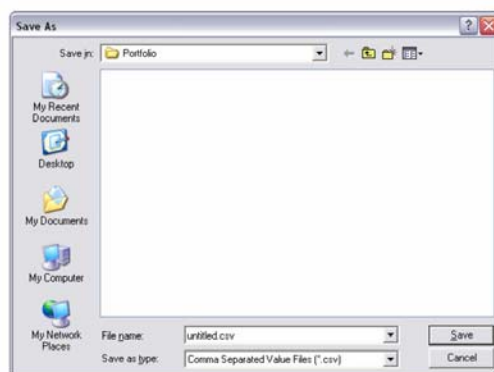 Save As
Save in:
Portfolio
My Recent
Documents
Desktop
My Documents
My Computer
My Network
Places
File name:
untitled.csv
Save
Save as type:
Comma Separated Value Files (*.csv)
Cancel